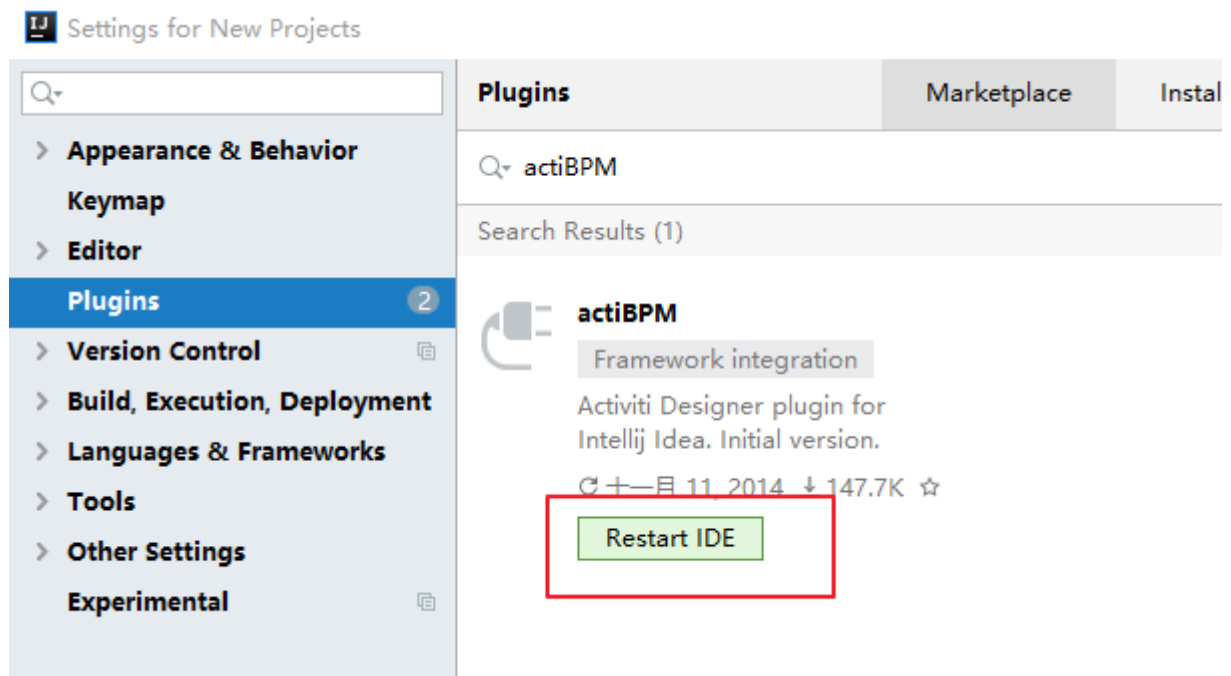 IJ
Settings for New Projects
Plugins
Marketplace
Instal
Appearance & Behavior
Keymap
Editor
Plugins 2
Version Control
Build, Execution, Deployment
Languages & Frameworks
Tools
Other Settings
Experimental
actiBPM
Search Results (1)
actiBPM
Framework integration
Activiti Designer plugin for
Intellij Idea. Initial version.
十一月 11, 2014 147.7K
Restart IDE